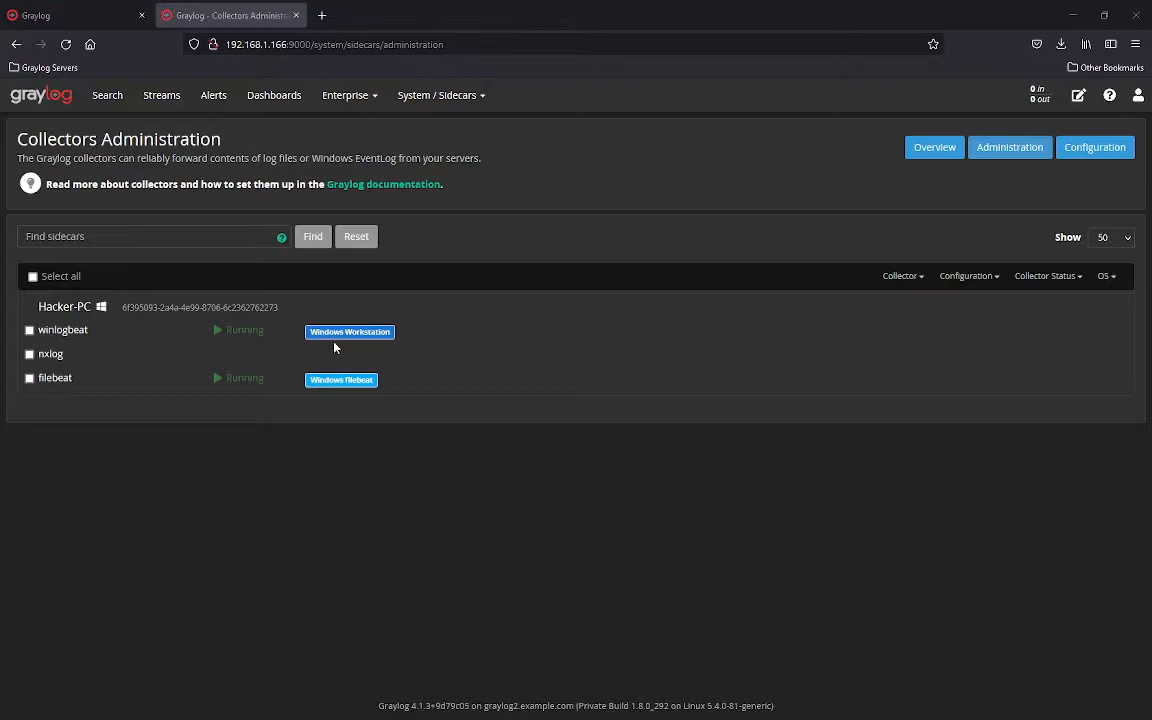 Graylog
Graylog - Collectors Administr
192.168.1.166:9000/system/sidecars/administration
Graylog Servers
Other Bookmarks
graylog
Search
Streams
Alerts
Dashboards
Enterprise
System / Sidecars
0 in
0 out
Collectors Administration
The Graylog collectors can reliably forward contents of log files or Windows EventLog from your servers.
Overview
Administration
Configuration
Read more about collectors and how to set them up in the Graylog documentation.
Find sidecars
Find
Reset
Show
50
Select all
Collector
Configuration
Collector Status
OS
Hacker-PC
6f395093-2a4a-4e99-8706-6c2362762273
winlogbeat
Running
Windows Workstation
nxlog
filebeat
Running
Windows filebeat
Graylog 4.1.3+9d79c05 on graylog2.example.com (Private Build 1.8.0_292 on Linux 5.4.0-81-generic)